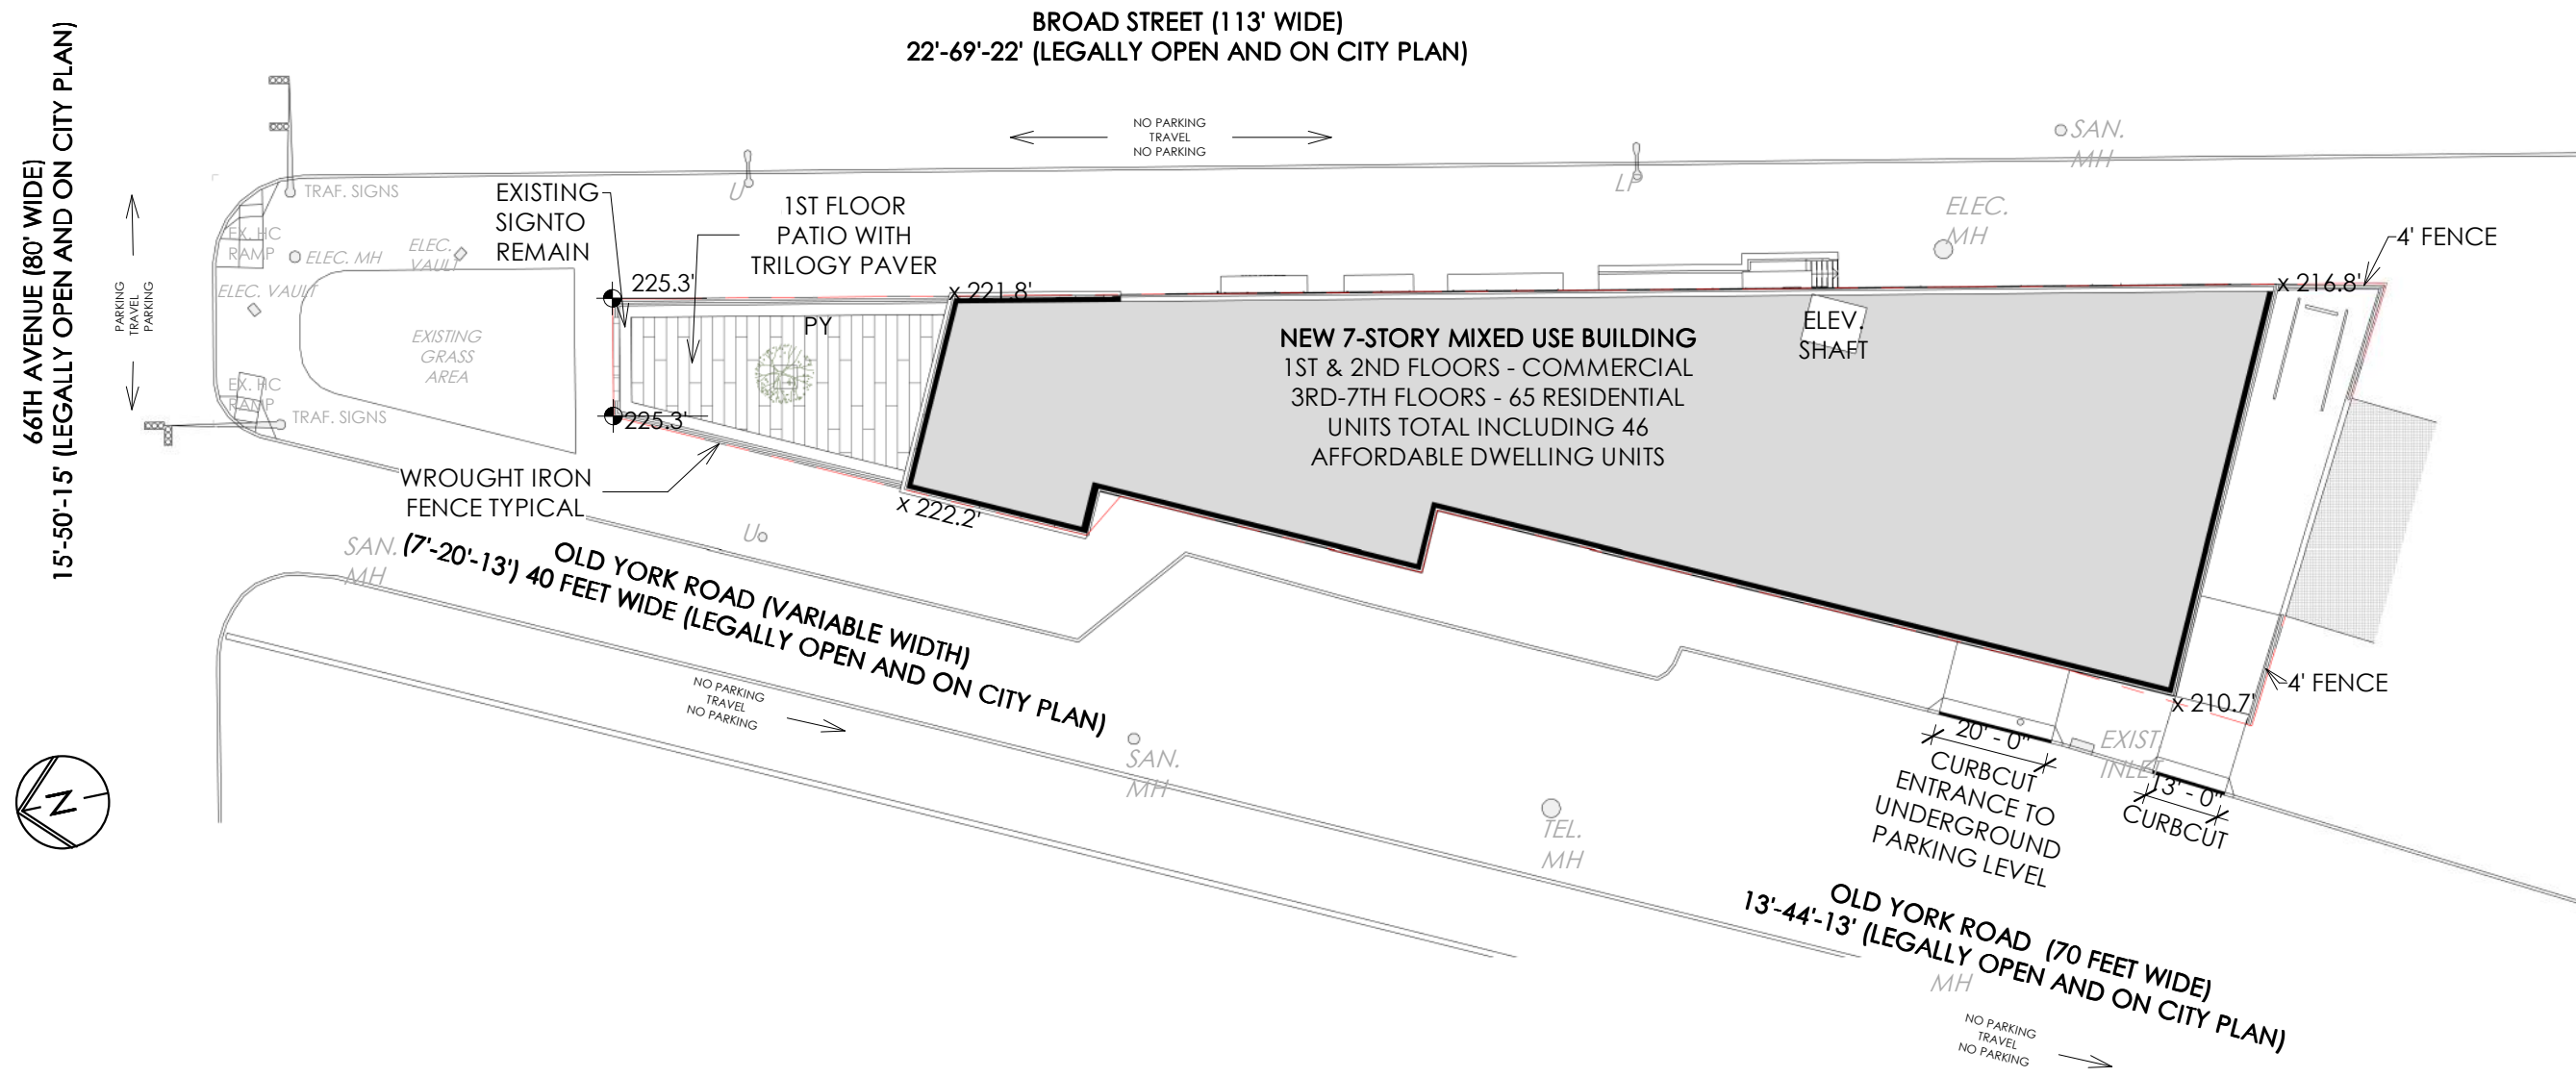 BROAD STREET (113' WIDE)
22'-69'-22' (LEGALLY OPEN AND ON CITY PLAN)
66TH AVENUE (80' WIDE)
15'-50'-15' (LEGALLY OPEN AND ON CITY PLAN)
PARKING
TRAVEL
PARKING
NO PARKING
TRAVEL
NO PARKING
SAN.
MH
TRAF. SIGNS
EXISTING
SIGNTO
REMAIN
U
1ST FLOOR
PATIO WITH
TRILOGY PAVER
LP
ELEC.
MH
4' FENCE
EX. HC
RAMP
ELEC. MH
ELEC.
VAULT
ELEC. VAULT
225.3'
X 221.8'
X 216.8'
PY
EXISTING
GRASS
AREA
NEW 7-STORY MIXED USE BUILDING
1ST & 2ND FLOORS - COMMERCIAL
3RD-7TH FLOORS - 65 RESIDENTIAL
UNITS TOTAL INCLUDING 46
AFFORDABLE DWELLING UNITS
ELEV.
SHAFT
EX. HC
RAMP
TRAF. SIGNS
225.3'
WROUGHT IRON
FENCE TYPICAL
X 222.2'
U
SAN.
MH
OLD YORK ROAD (VARIABLE WIDTH)
(7'-20'-13') 40 FEET WIDE (LEGALLY OPEN AND ON CITY PLAN)
NO PARKING
TRAVEL
NO PARKING
SAN.
MH
TEL.
MH
4' FENCE
X 210.7'
20' - 0"
CURBCUT
ENTRANCE TO
UNDERGROUND
PARKING LEVEL
EXIST.
INLET
13' - 0"
CURBCUT
N
OLD YORK ROAD (70 FEET WIDE)
13'-44'-13' (LEGALLY OPEN AND ON CITY PLAN)
MH
NO PARKING
TRAVEL
NO PARKING